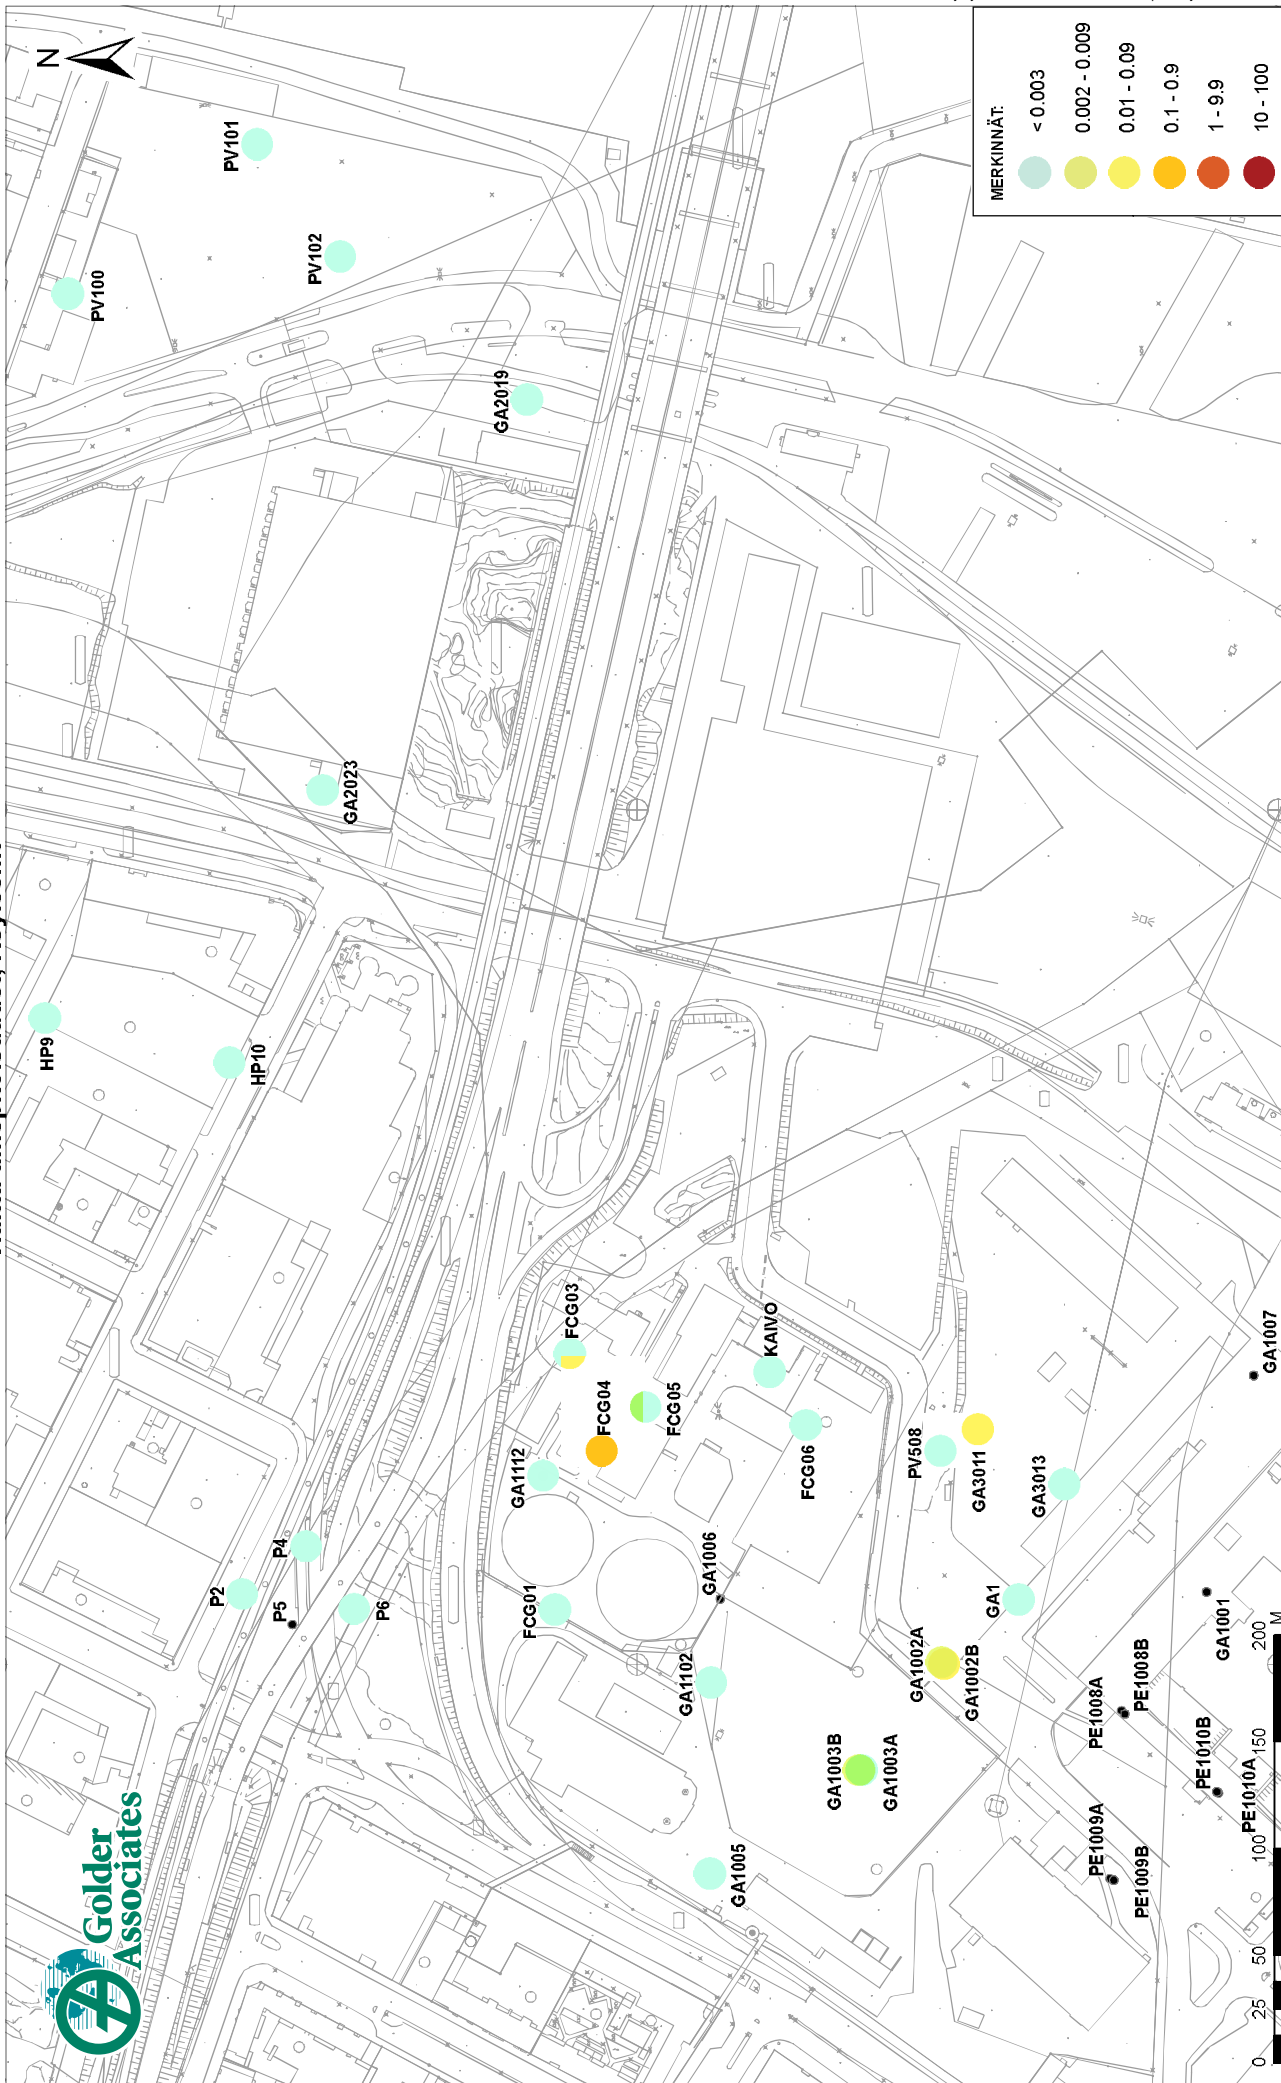 N
MERKINNÄT:
< 0.003
0.002 - 0.009
0.01 - 0.09
0.1 - 0.9
1 - 9.9
10 - 100
PV101
PV102
PV100
GA2019
GA2023
HP9
HP10
FCG03
FCG04
FCG05
KAIVO
FCG06
GA1112
PV508
GA3011
GA3013
GA1007
P4
P2
P5
P6
FCG01
GA1006
GA1
GA1001
GA1102
GA1002A
GA1002B
PE1008A
PE1008B
GA1003B
GA1003A
PE1010B
PE1010A
PE1009A
PE1009B
GA1005
Golder
Associates
0 25 50 100 150 200
M